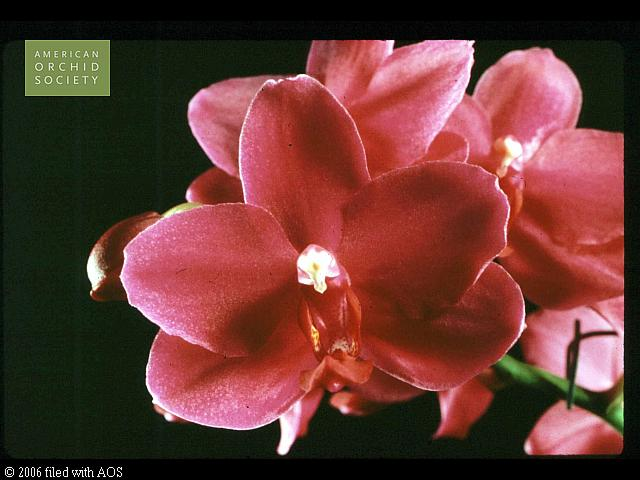 AMERICAN
ORCHID
SOCIETY
© 2006 filed with AOS